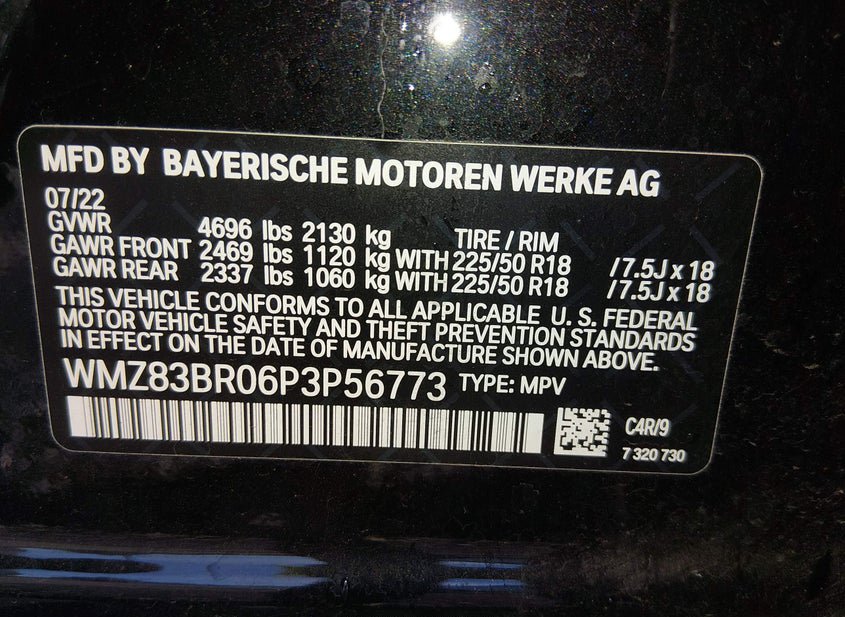 MFD BY BAYERISCHE MOTOREN WERKE AG
07/22
GVWR 4696 lbs 2130 kg TIRE / RIM
GAWR FRONT 2469 lbs 1120 kg WITH 225/50 R18 / 7.5J x 18
GAWR REAR 2337 lbs 1060 kg WITH 225/50 R18 / 7.5J x 18
THIS VEHICLE CONFORMS TO ALL APPLICABLE U. S. FEDERAL
MOTOR VEHICLE SAFETY AND THEFT PREVENTION STANDARDS
IN EFFECT ON THE DATE OF MANUFACTURE SHOWN ABOVE.
WMZ83BR06P3P56773 TYPE: MPV
C4R/9
7 320 730